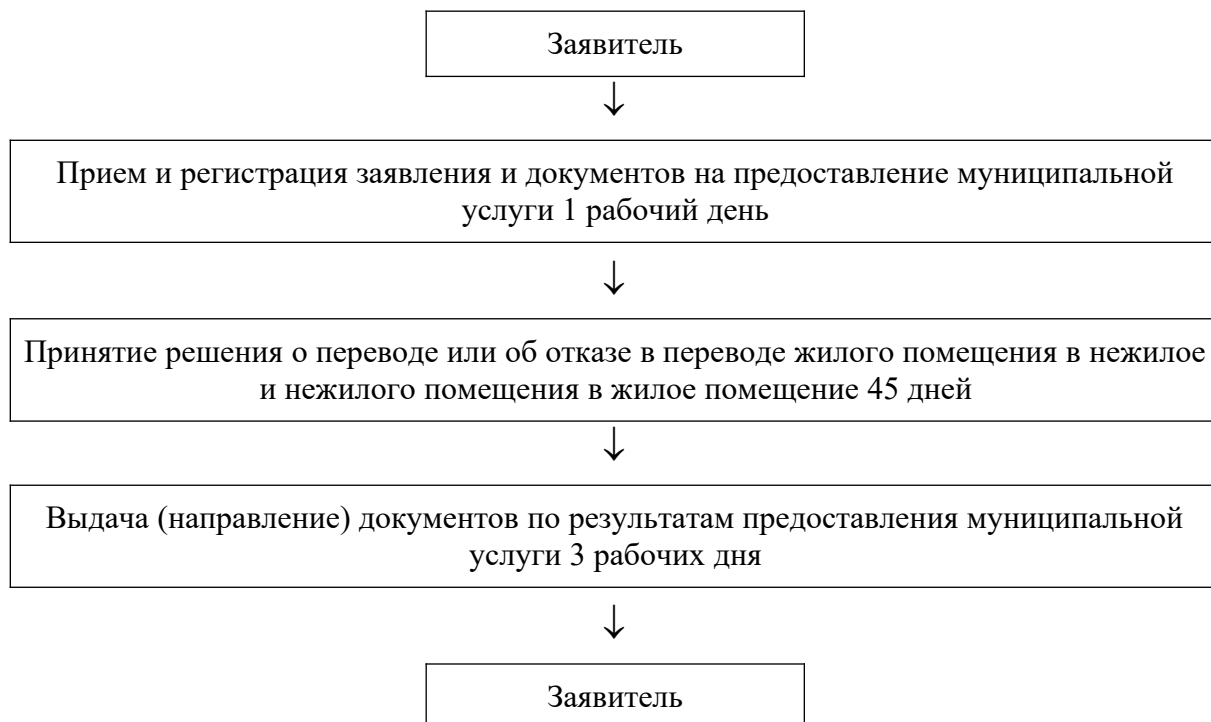 Заявитель
Прием и регистрация заявления и документов на предоставление муниципальной
услуги 1 рабочий день
Принятие решения о переводе или об отказе в переводе жилого помещения в нежилое
и нежилого помещения в жилое помещение 45 дней
Выдача (направление) документов по результатам предоставления муниципальной
услуги 3 рабочих дня
Заявитель